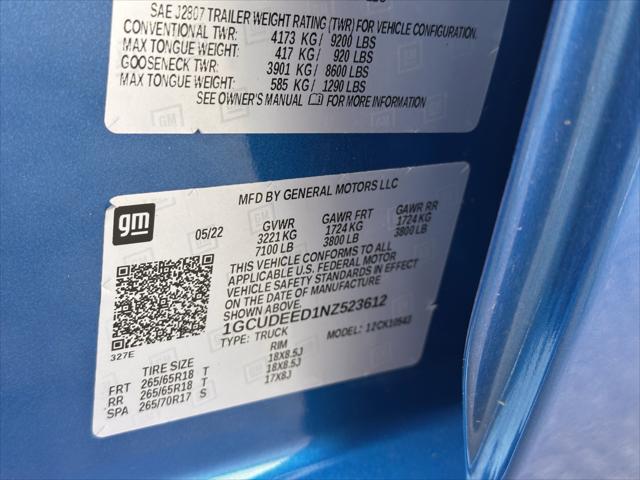 SAE J2807 TRAILER WEIGHT RATING (TWR) FOR VEHICLE CONFIGURATION.
CONVENTIONAL TWR: 4173 KG / 9200 LBS
MAX TONGUE WEIGHT: 417 KG / 920 LBS
GOOSENECK TWR: 3901 KG / 8600 LBS
MAX TONGUE WEIGHT: 585 KG / 1290 LBS
SEE OWNER'S MANUAL FOR MORE INFORMATION
gm
MFD BY GENERAL MOTORS LLC
05/22 GVWR GAWR FRT GAWR RR
3221 KG 1724 KG 1724 KG
7100 LB 3800 LB 3800 LB
THIS VEHICLE CONFORMS TO ALL
APPLICABLE U.S. FEDERAL MOTOR
VEHICLE SAFETY STANDARDS IN EFFECT
ON THE DATE OF MANUFACTURE
SHOWN ABOVE.
1GCUDEED1NZ523612
327E TYPE: TRUCK MODEL: 12CK10543
TIRE SIZE RIM
FRT 265/65R18 T 18X8.5J
RR 265/65R18 T 18X8.5J
SPA 265/70R17 S 17X8J